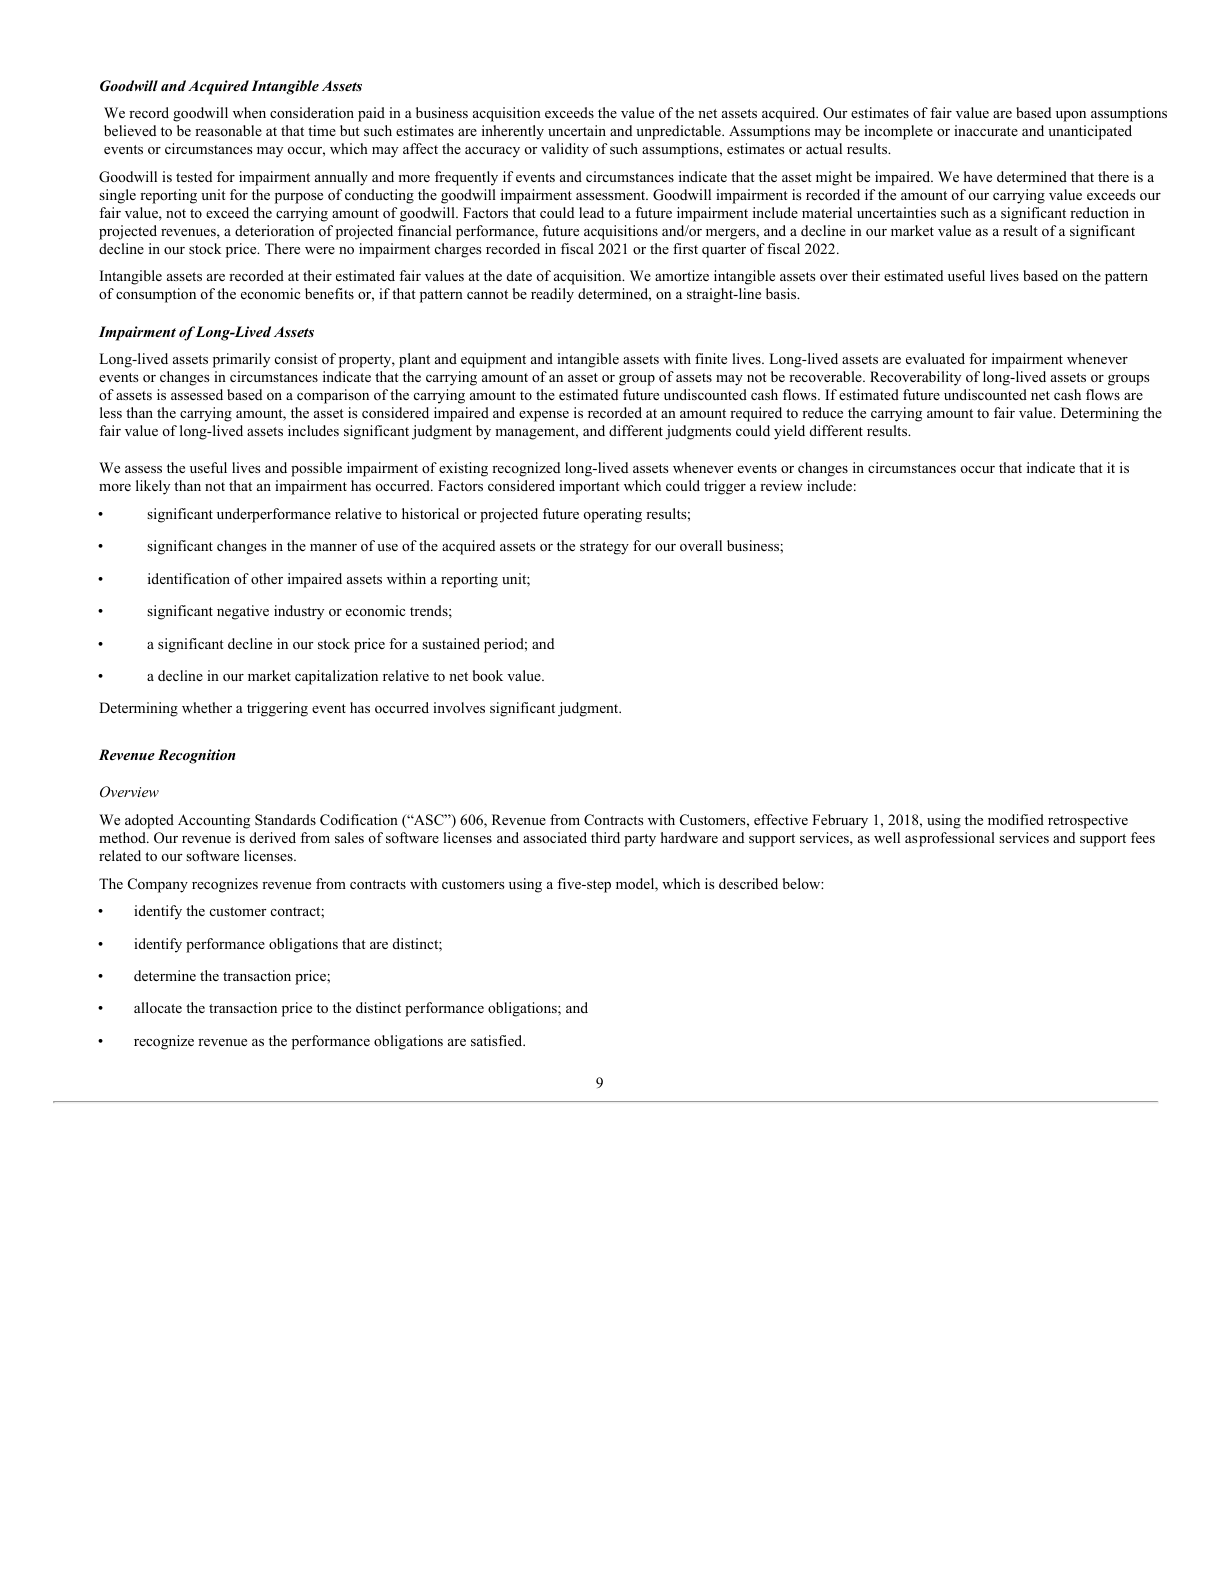 Goodwill and Acquired Intangible Assets
We record goodwill when consideration paid in a business acquisition exceeds the value of the net assets acquired. Our estimates of fair value are based upon assumptions
believed to be reasonable at that time but such estimates are inherently uncertain and unpredictable. Assumptions may be incomplete or inaccurate and unanticipated
events or circumstances may occur, which may affect the accuracy or validity of such assumptions, estimates or actual results.
Goodwill is tested for impairment annually and more frequently if events and circumstances indicate that the asset might be impaired. We have determined that there is a
single reporting unit for the purpose of conducting the goodwill impairment assessment. Goodwill impairment is recorded if the amount of our carrying value exceeds our
fair value, not to exceed the carrying amount of goodwill. Factors that could lead to a future impairment include material uncertainties such as a significant reduction in
projected revenues, a deterioration of projected financial performance, future acquisitions and/or mergers, and a decline in our market value as a result of a significant
decline in our stock price. There were no impairment charges recorded in fiscal 2021 or the first quarter of fiscal 2022.
Intangible assets are recorded at their estimated fair values at the date of acquisition. We amortize intangible assets over their estimated useful lives based on the pattern
of consumption of the economic benefits or, if that pattern cannot be readily determined, on a straight-line basis.
Impairment of Long-Lived Assets
Long-lived assets primarily consist of property, plant and equipment and intangible assets with finite lives. Long-lived assets are evaluated for impairment whenever
events or changes in circumstances indicate that the carrying amount of an asset or group of assets may not be recoverable. Recoverability of long-lived assets or groups
of assets is assessed based on a comparison of the carrying amount to the estimated future undiscounted cash flows. If estimated future undiscounted net cash flows are
less than the carrying amount, the asset is considered impaired and expense is recorded at an amount required to reduce the carrying amount to fair value. Determining the
fair value of long-lived assets includes significant judgment by management, and different judgments could yield different results.
We assess the useful lives and possible impairment of existing recognized long-lived assets whenever events or changes in circumstances occur that indicate that it is
more likely than not that an impairment has occurred. Factors considered important which could trigger a review include:
• significant underperformance relative to historical or projected future operating results;
• significant changes in the manner of use of the acquired assets or the strategy for our overall business;
• identification of other impaired assets within a reporting unit;
• significant negative industry or economic trends;
• a significant decline in our stock price for a sustained period; and
• a decline in our market capitalization relative to net book value.
Determining whether a triggering event has occurred involves significant judgment.
Revenue Recognition
Overview
We adopted Accounting Standards Codification (“ASC”) 606, Revenue from Contracts with Customers, effective February 1, 2018, using the modified retrospective
method. Our revenue is derived from sales of software licenses and associated third party hardware and support services, as well asprofessional services and support fees
related to our software licenses.
The Company recognizes revenue from contracts with customers using a five-step model, which is described below:
• identify the customer contract;
• identify performance obligations that are distinct;
• determine the transaction price;
• allocate the transaction price to the distinct performance obligations; and
• recognize revenue as the performance obligations are satisfied.
9